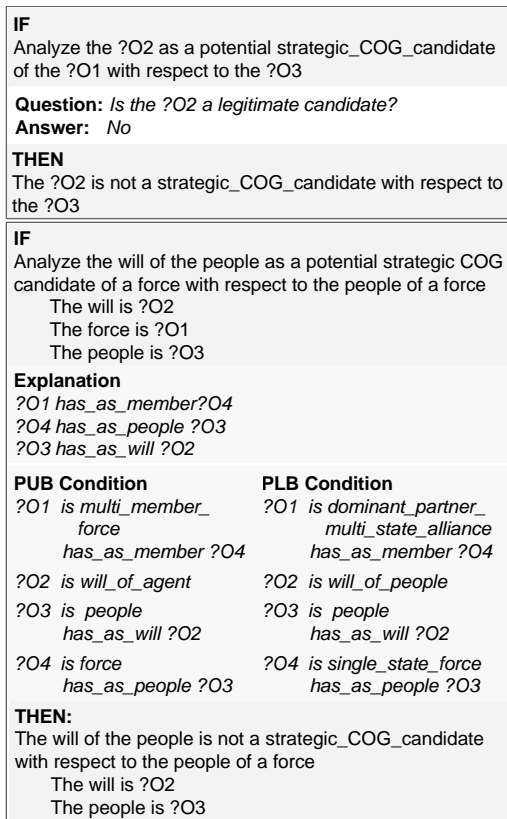 IF
Analyze the ?O2 as a potential strategic_COG_candidate
of the ?O1 with respect to the ?O3
Question: Is the ?O2 a legitimate candidate?
Answer: No
THEN
The ?O2 is not a strategic_COG_candidate with respect to
the ?O3
IF
Analyze the will of the people as a potential strategic COG
candidate of a force with respect to the people of a force
The will is ?O2
The force is ?O1
The people is ?O3
Explanation
?O1 has_as_member?O4
?O4 has_as_people ?O3
?O3 has_as_will ?O2
PUB Condition
?O1 is multi_member_
force
has_as_member ?O4
?O2 is will_of_agent
?O3 is people
has_as_will ?O2
?O4 is force
has_as_people ?O3
PLB Condition
?O1 is dominant_partner_
multi_state_alliance
has_as_member ?O4
?O2 is will_of_people
?O3 is people
has_as_will ?O2
?O4 is single_state_force
has_as_people ?O3
THEN:
The will of the people is not a strategic_COG_candidate
with respect to the people of a force
The will is ?O2
The people is ?O3